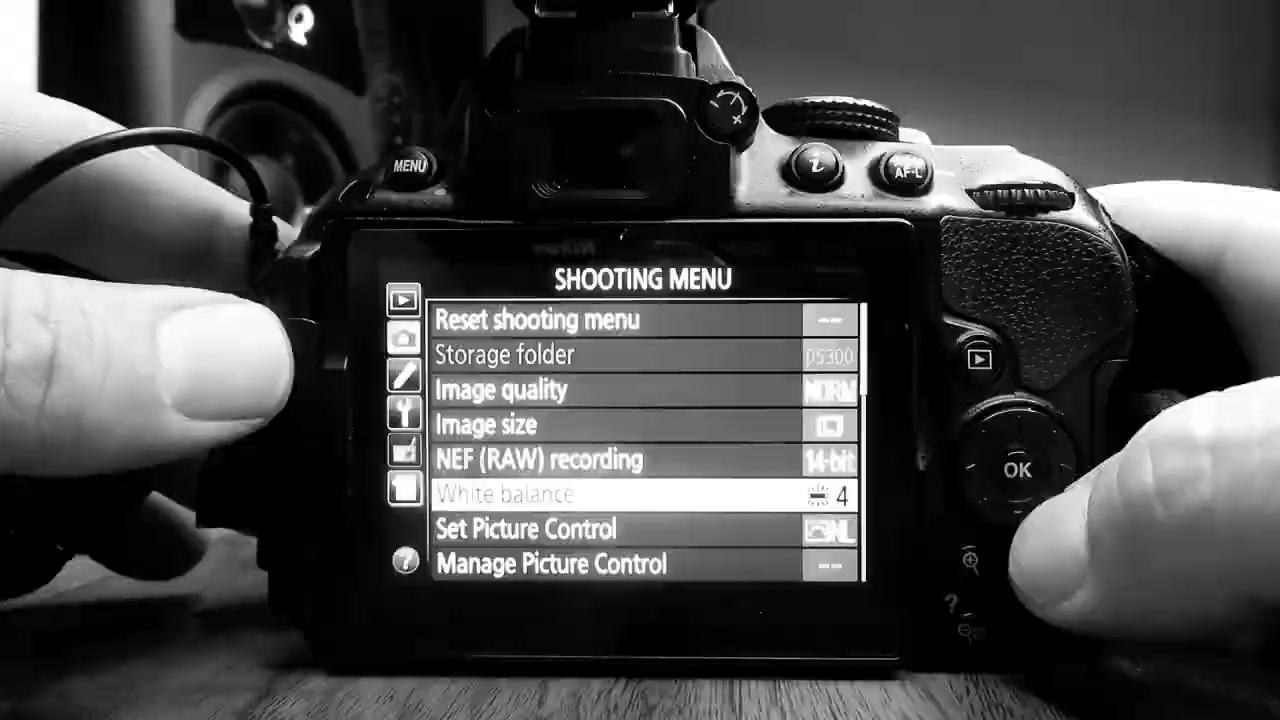 MENU
i
AF-L
SHOOTING MENU
Reset shooting menu --
Storage folder D5300
Image quality NORM
Image size L
NEF (RAW) recording 14-bit
White balance 4
Set Picture Control NL
Manage Picture Control --
?
OK
?